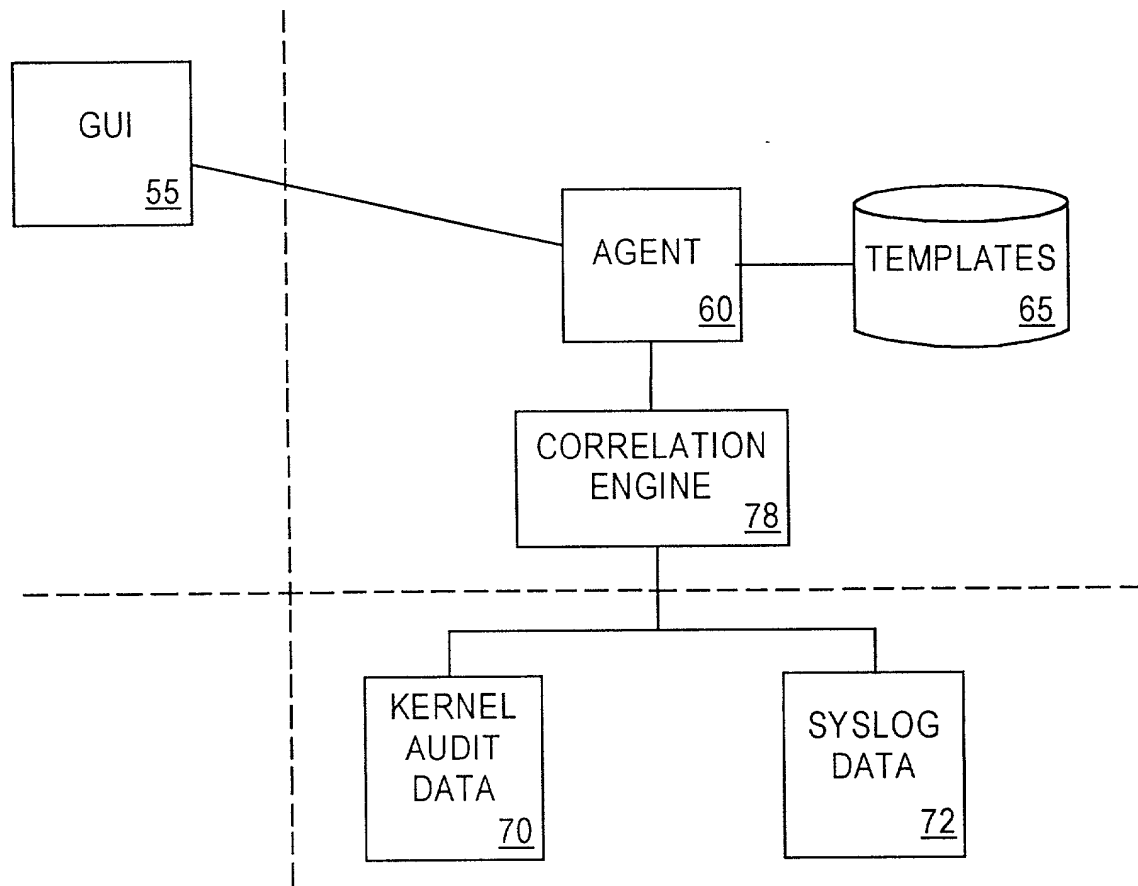 GUI
55
AGENT
60
TEMPLATES
65
CORRELATION
ENGINE
78
KERNEL
AUDIT
DATA
70
SYSLOG
DATA
72